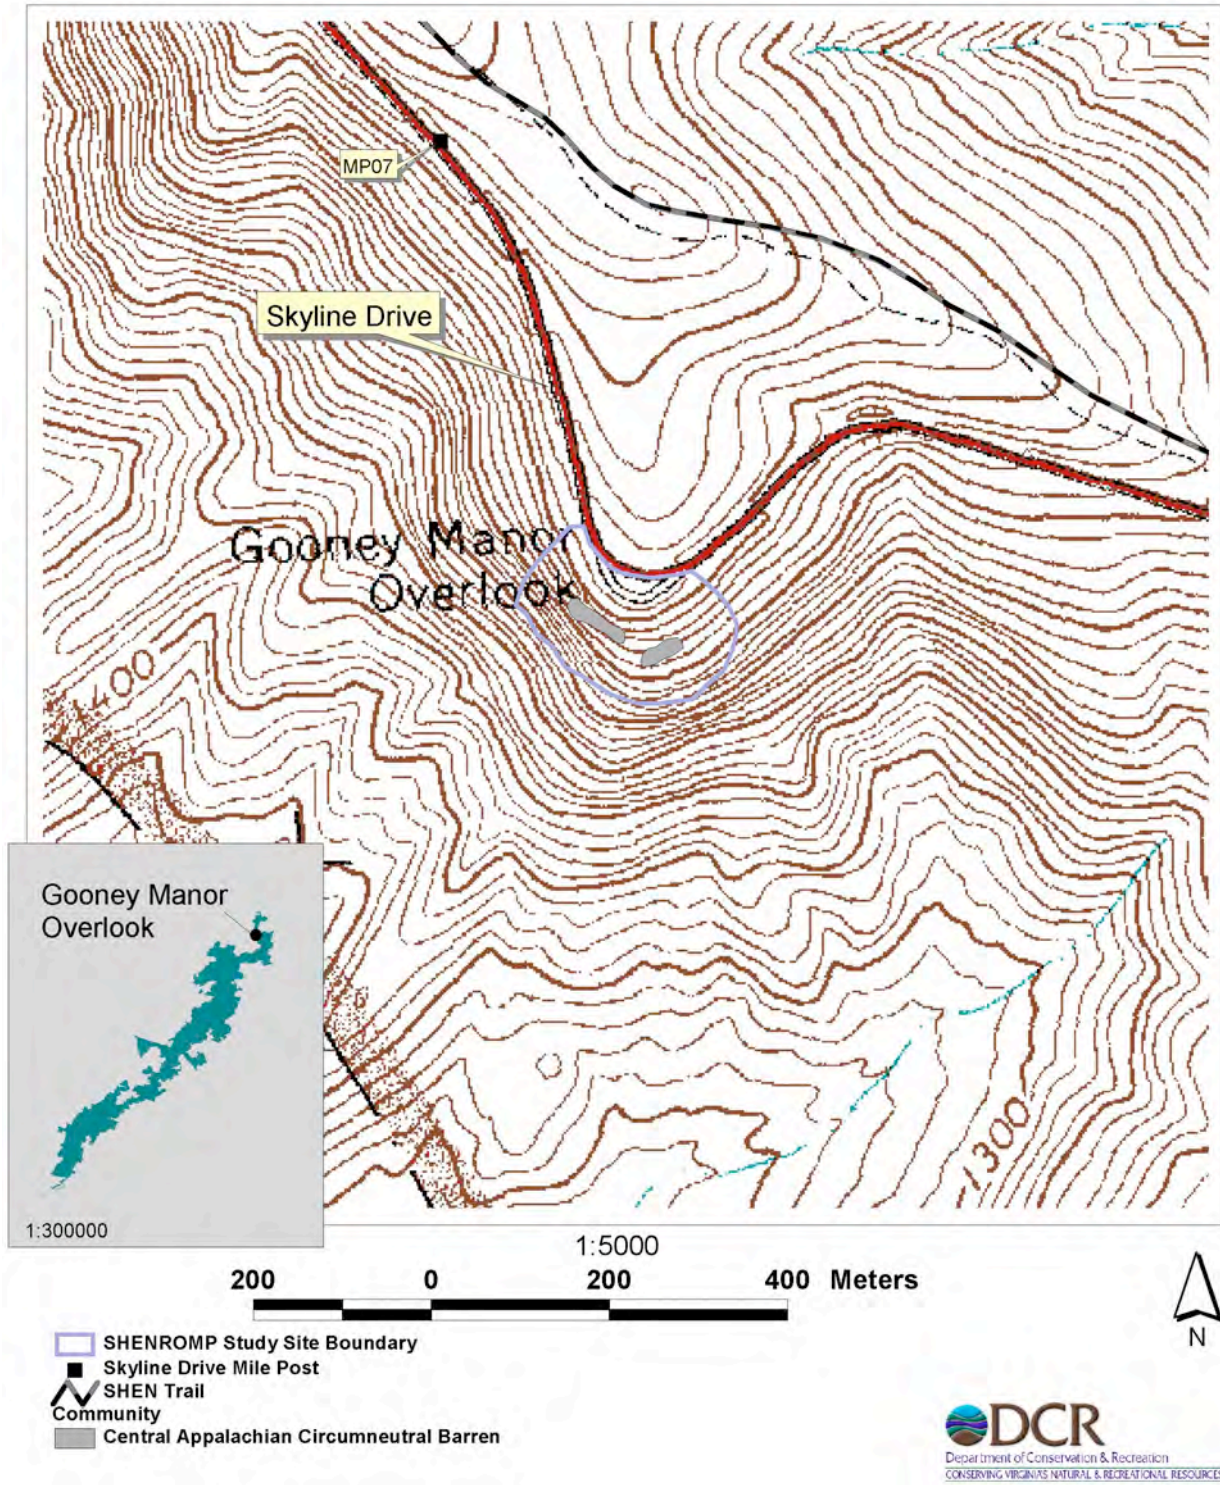 MP07
Skyline Drive
Gooney Manor
Overlook
1400
Gooney Manor
Overlook
1:300000
1300
1:5000
200 0 200 400 Meters
N
SHENROMP Study Site Boundary
Skyline Drive Mile Post
SHEN Trail
Community
Central Appalachian Circumneutral Barren
DCR
Department of Conservation & Recreation
CONSERVING VIRGINIA'S NATURAL & RECREATIONAL RESOURCES